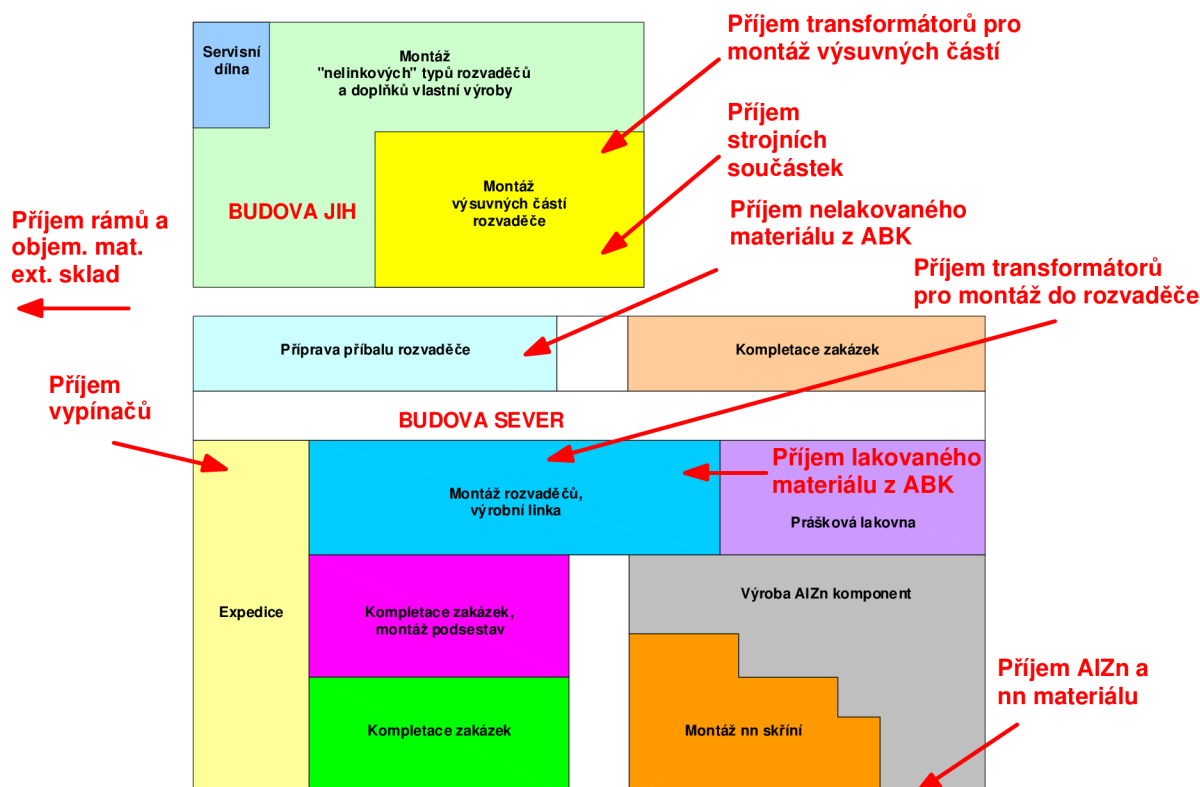 Servisní
dílna
Montáž
"nelinkových" typů rozvaděčů
a doplňků vlastní výroby
Příjem transformátorů pro
montáž výsuvných částí
Příjem
strojních
součástek
Montáž
výsuvných částí
rozvaděče
BUDOVA JIH
Příjem rámů a
objem. mat.
ext. sklad
Příjem nelakovaného
materiálu z ABK
Příjem transformátorů
pro montáž do rozvaděče
Příprava příbalu rozvaděče
Kompletace zakázek
Příjem
vypínačů
BUDOVA SEVER
Montáž rozvaděčů,
výrobní linka
Příjem lakovaného
materiálu z ABK
Prášková lakovna
Expedice
Kompletace zakázek,
montáž podsestav
Výroba AlZn komponent
Příjem AlZn a
nn materiálu
Kompletace zakázek
Montáž nn skříní